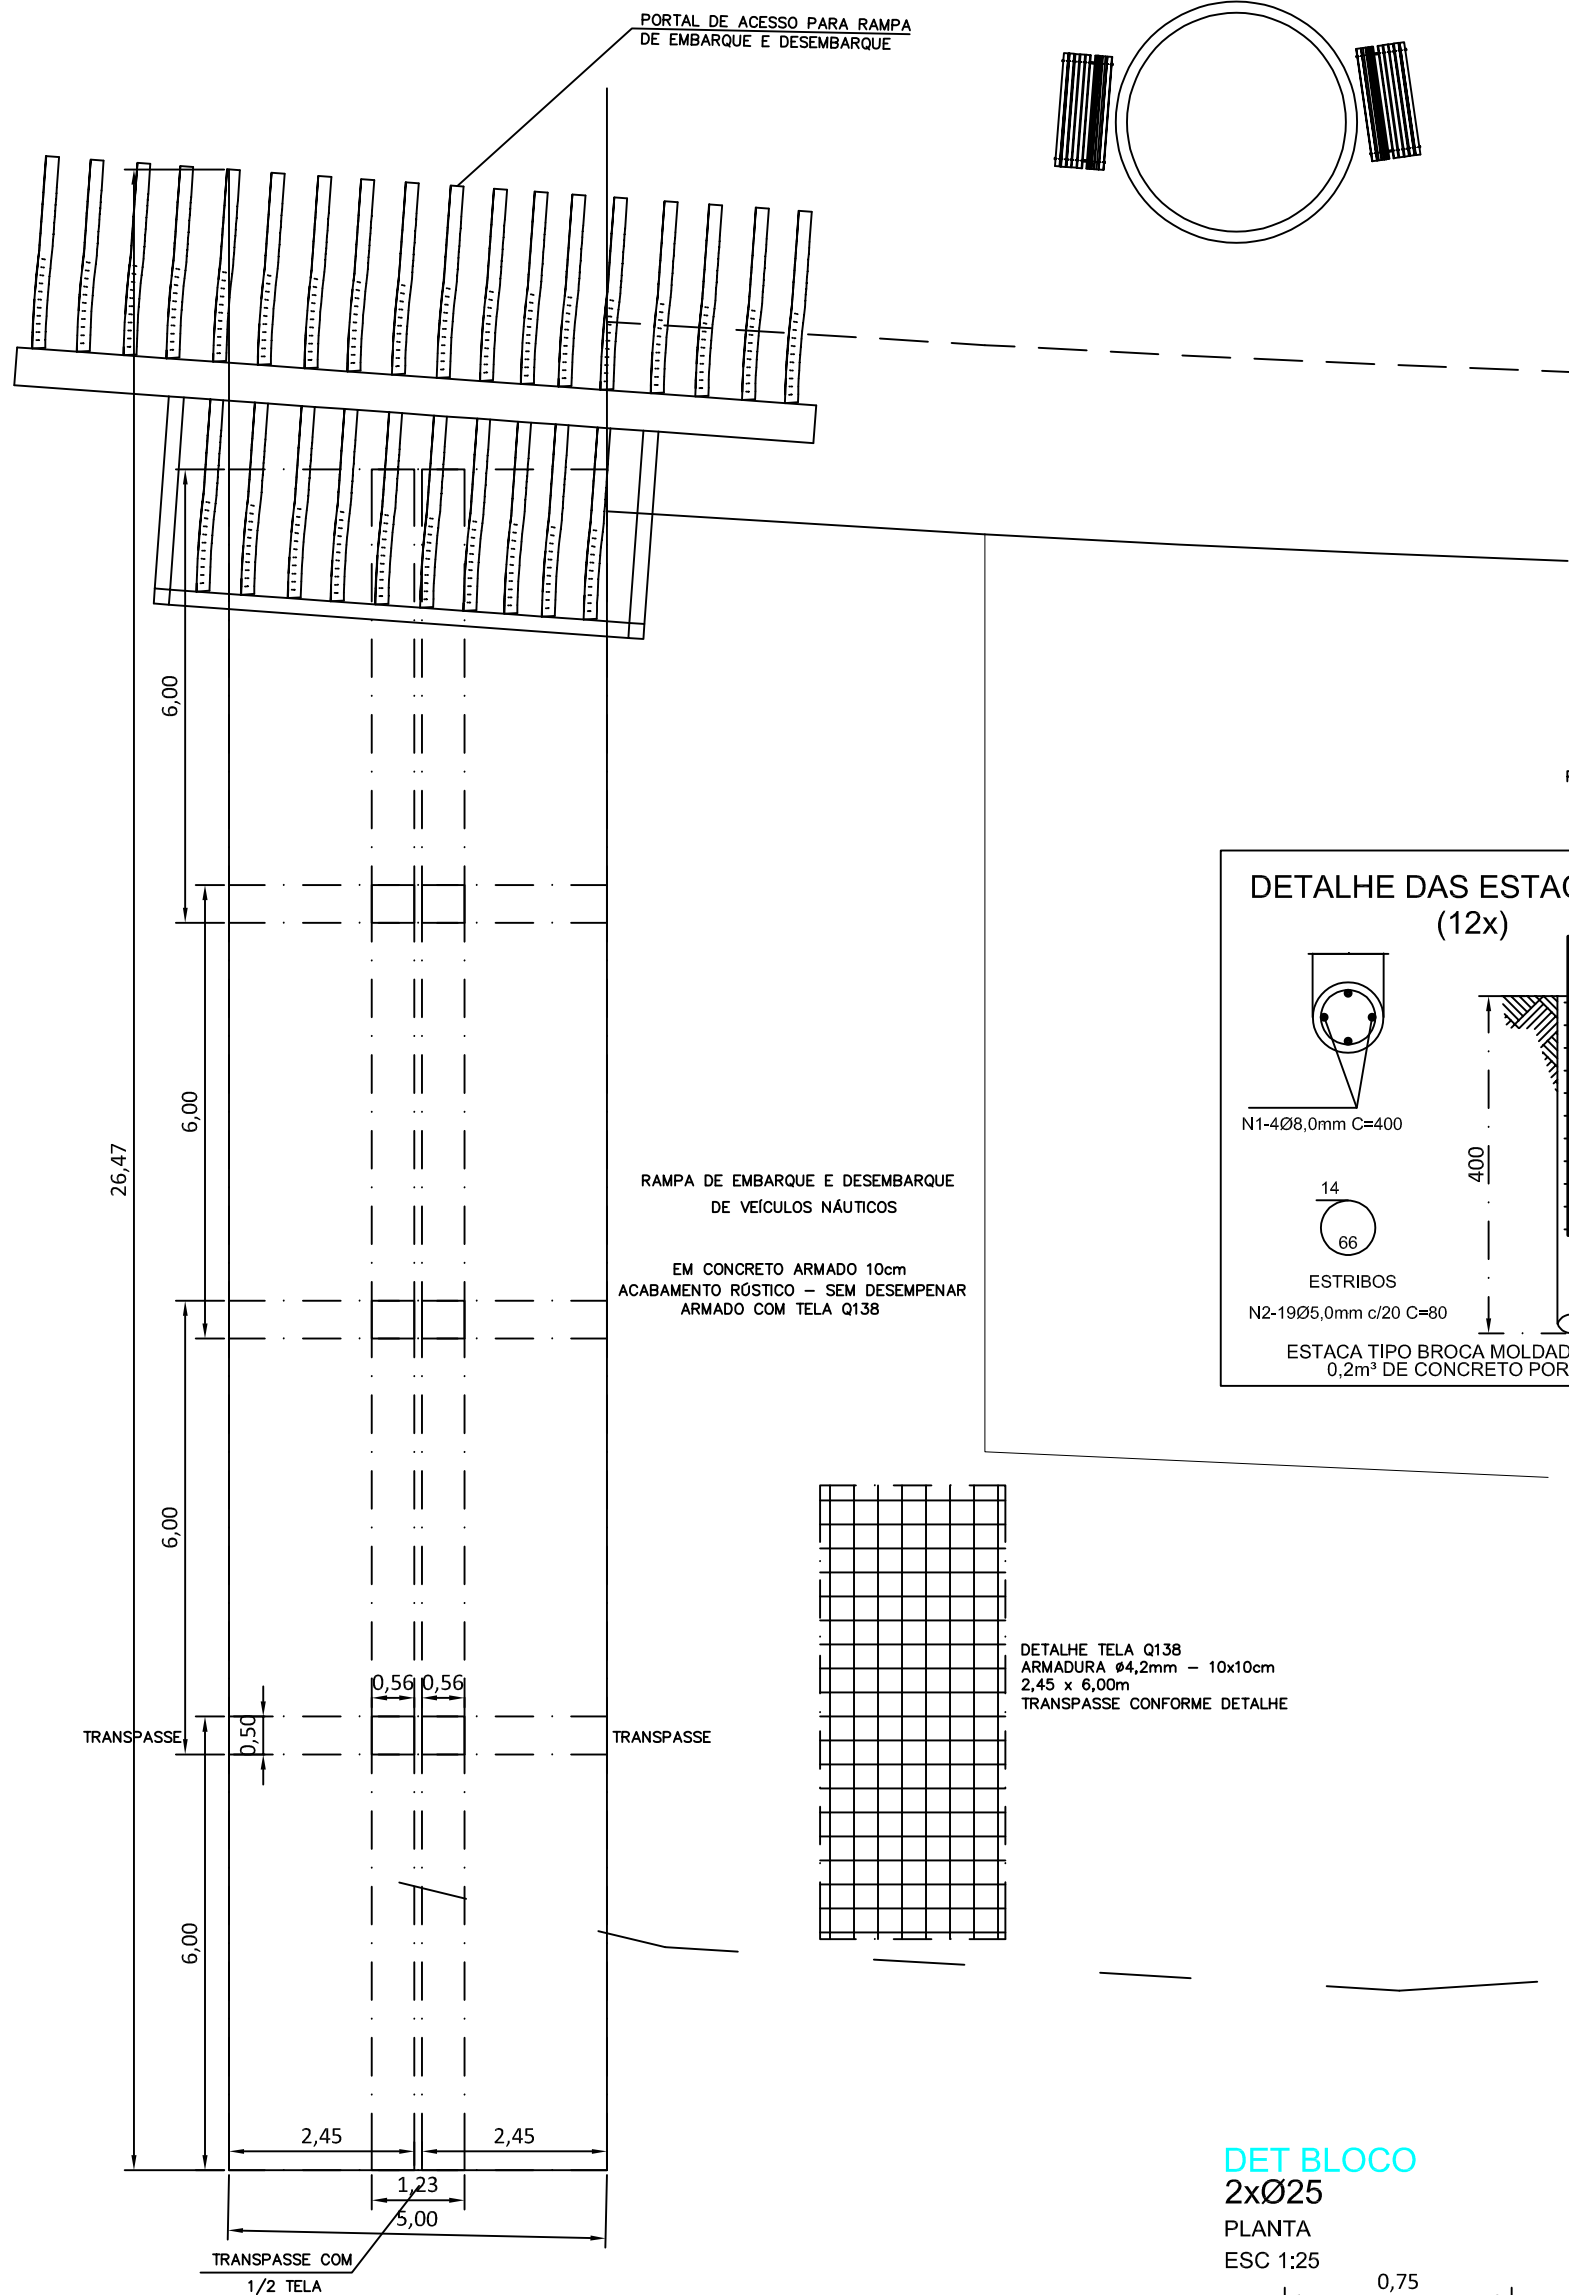 PORTAL DE ACESSO PARA RAMPA
DE EMBARQUE E DESEMBARQUE
6,00
DETALHE DAS ESTAC
(12x)
N1-4Ø8,0mm C=400
400
14
66
ESTRIBOS
N2-19Ø5,0mm c/20 C=80
ESTACA TIPO BROCA MOLDAD
0,2m³ DE CONCRETO POR
6,00
26,47
RAMPA DE EMBARQUE E DESEMBARQUE
DE VEÍCULOS NÁUTICOS
EM CONCRETO ARMADO 10cm
ACABAMENTO RÚSTICO – SEM DESEMPENAR
ARMADO COM TELA Q138
6,00
DETALHE TELA Q138
ARMADURA ø4,2mm – 10x10cm
2,45 x 6,00m
TRANSPASSE CONFORME DETALHE
0,56 0,56
TRANSPASSE
0,50
TRANSPASSE
6,00
2,45
2,45
1,23
5,00
TRANSPASSE COM
1/2 TELA
DET BLOCO
2xØ25
PLANTA
ESC 1:25
0,75